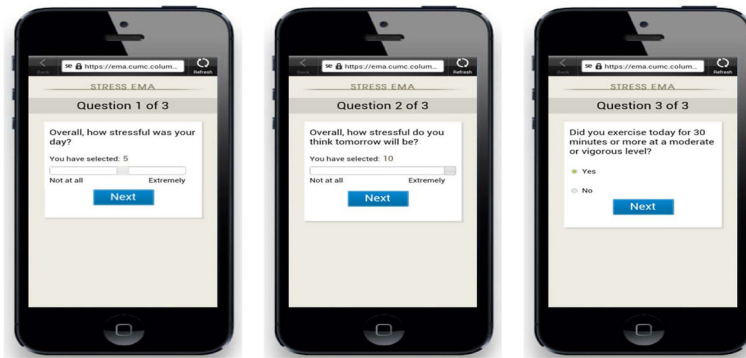 Back
se https://ema.cumc.colum...
Refresh
STRESS EMA
Question 1 of 3
Overall, how stressful was your
day?
You have selected: 5
Not at all Extremely
Next
Back
se https://ema.cumc.colum...
Refresh
STRESS EMA
Question 2 of 3
Overall, how stressful do you
think tomorrow will be?
You have selected: 10
Not at all Extremely
Next
Back
se https://ema.cumc.colum...
Refresh
STRESS EMA
Question 3 of 3
Did you exercise today for 30
minutes or more at a moderate
or vigorous level?
Yes
No
Next